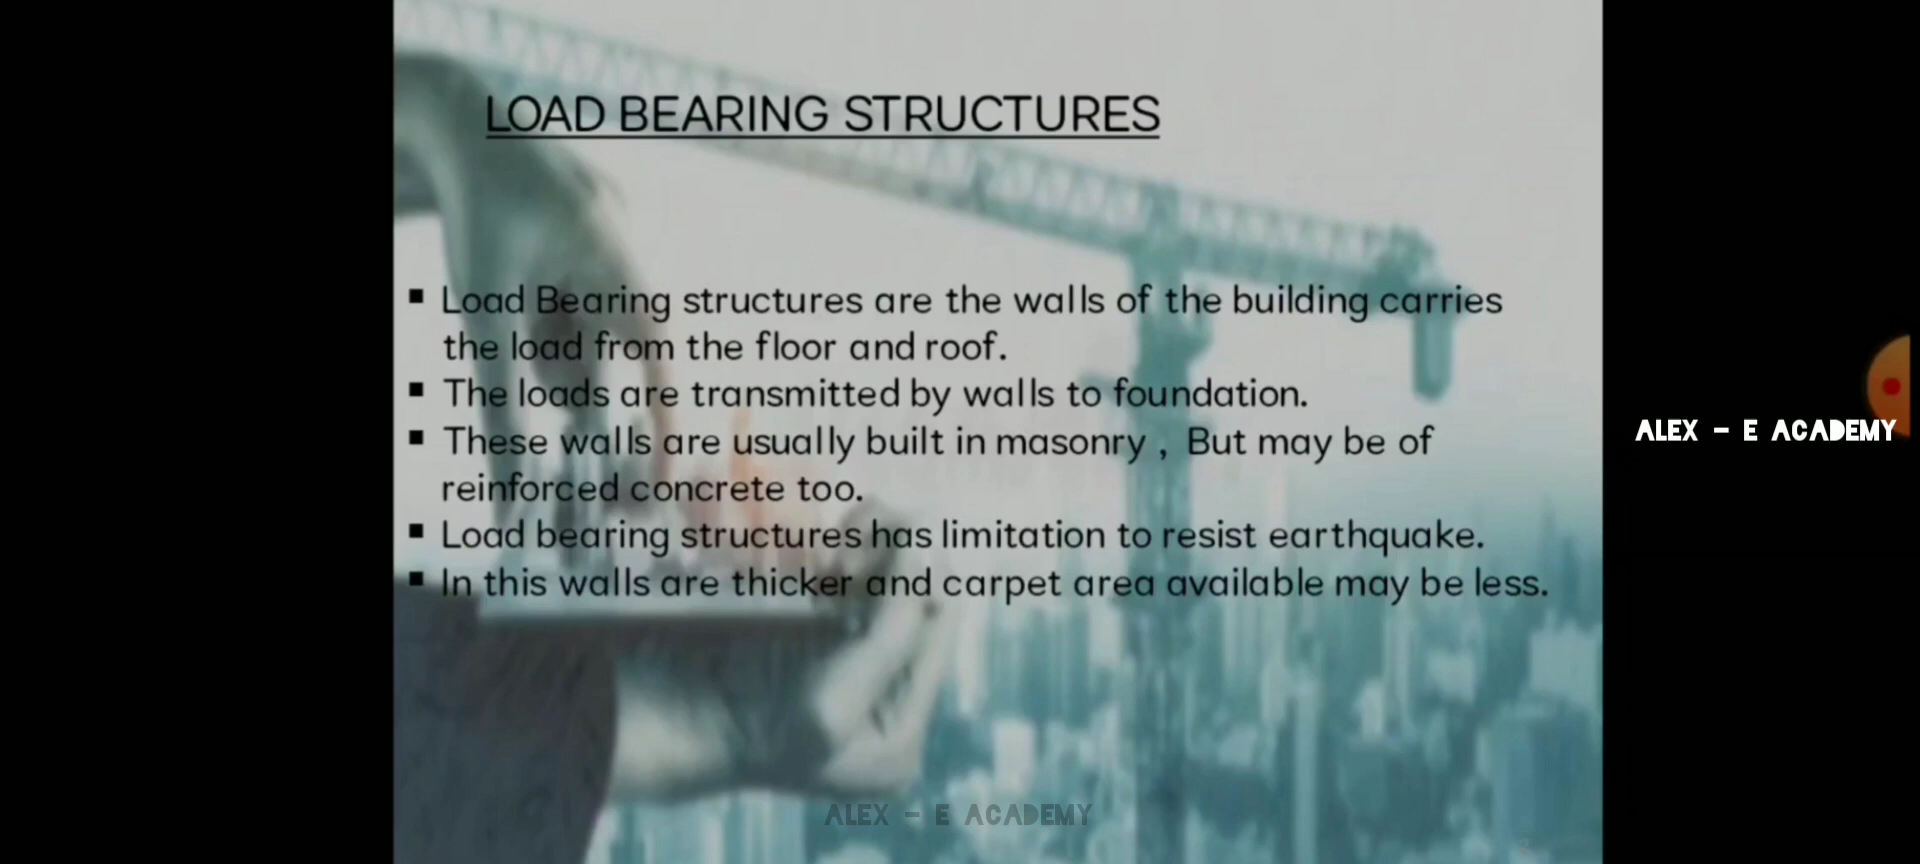 LOAD BEARING STRUCTURES
▪ Load Bearing structures are the walls of the building carries
the load from the floor and roof.
▪ The loads are transmitted by walls to foundation.
ALEX - E ACADEMY
▪ These walls are usually built in masonry , But may be of
reinforced concrete too.
▪ Load bearing structures has limitation to resist earthquake.
▪ In this walls are thicker and carpet area available may be less.
ALEX - E ACADEMY